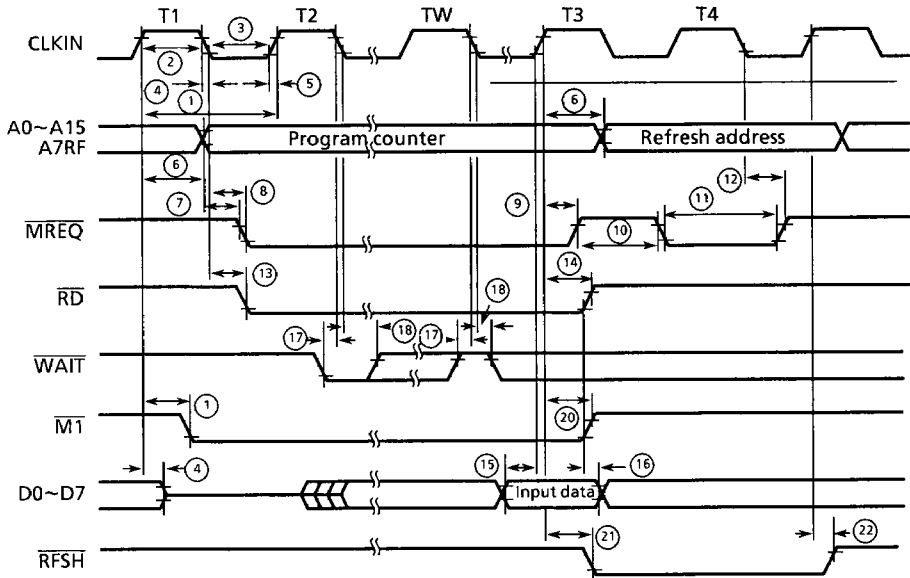 T1 T2 TW T3 T4
CLKIN
3
2
4 5
1
A0~A15
A7RF
Program counter
6
Refresh address
6
7 8
9
10
11
12
MREQ
13
14
RD
17 18 17 18
WAIT
1
20
M1
4
15
16
D0~D7
Input data
21
22
RFSH